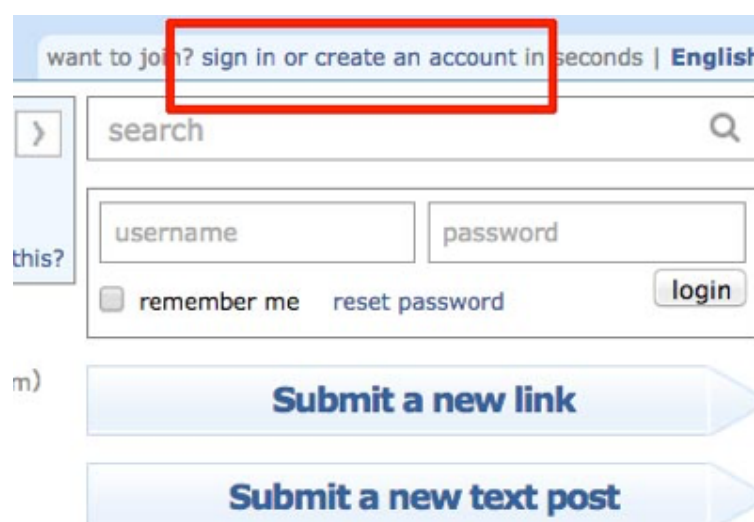 want to join? sign in or create an account in seconds | English
search
username password
this?
remember me reset password login
m)
Submit a new link
Submit a new text post